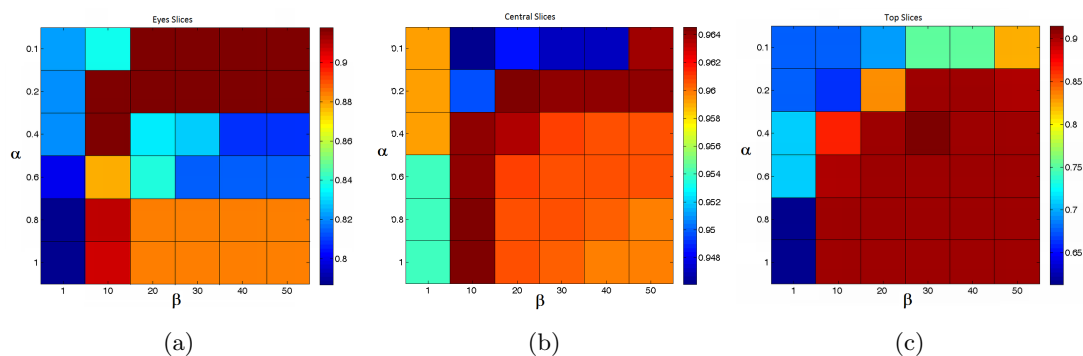 Eyes Slices
0.1
0.2
0.4
0.6
0.8
1
α
1 10 20 30 40 50
β
0.9
0.88
0.86
0.84
0.82
0.8
(a)
Central Slices
0.1
0.2
0.4
0.6
0.8
1
α
1 10 20 30 40 50
β
0.964
0.962
0.96
0.958
0.956
0.954
0.952
0.95
0.948
(b)
Top Slices
0.1
0.2
0.4
0.6
0.8
1
α
1 10 20 30 40 50
β
0.9
0.85
0.8
0.75
0.7
0.65
(c)